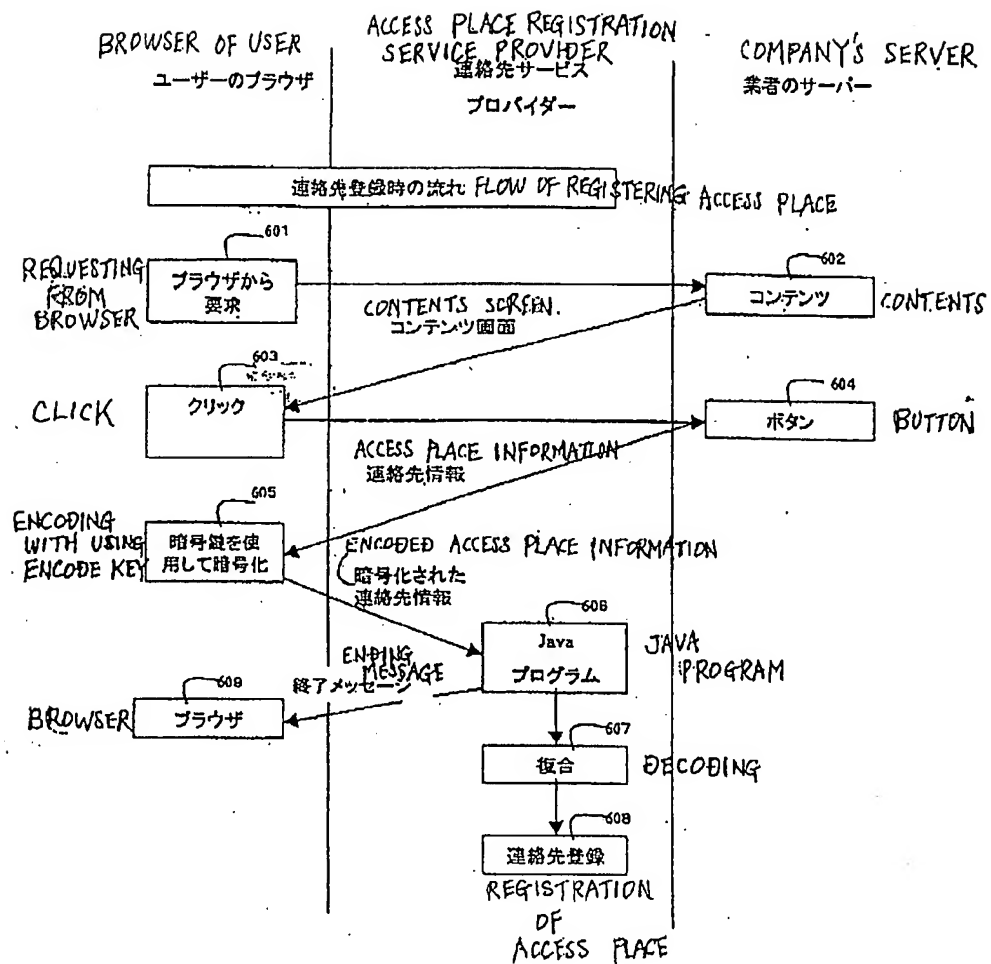 BROWSER OF USER
ユーザーのブラウザ
ACCESS PLACE REGISTRATION
SERVICE PROVIDER
連絡先サービス
プロバイダー
COMPANY'S SERVER
業者のサーバー
連絡先登録時の流れ FLOW OF REGISTERING ACCESS PLACE
601
REQUESTING
FROM
BROWSER
ブラウザから
要求
602
コンテンツ
CONTENTS
CONTENTS SCREEN.
コンテンツ画面
603
CLICK
クリック
604
ボタン
BUTTON
ACCESS PLACE INFORMATION
連絡先情報
605
ENCODING
WITH USING
ENCODE KEY
暗号鍵を使
用して暗号化
ENCODED ACCESS PLACE INFORMATION
暗号化された
連絡先情報
606
Java
プログラム
JAVA
PROGRAM
ENDING
MESSAGE
終了メッセージ
609
BROWSER
ブラウザ
607
復合
DECODING
608
連絡先登録
REGISTRATION
OF
ACCESS PLACE